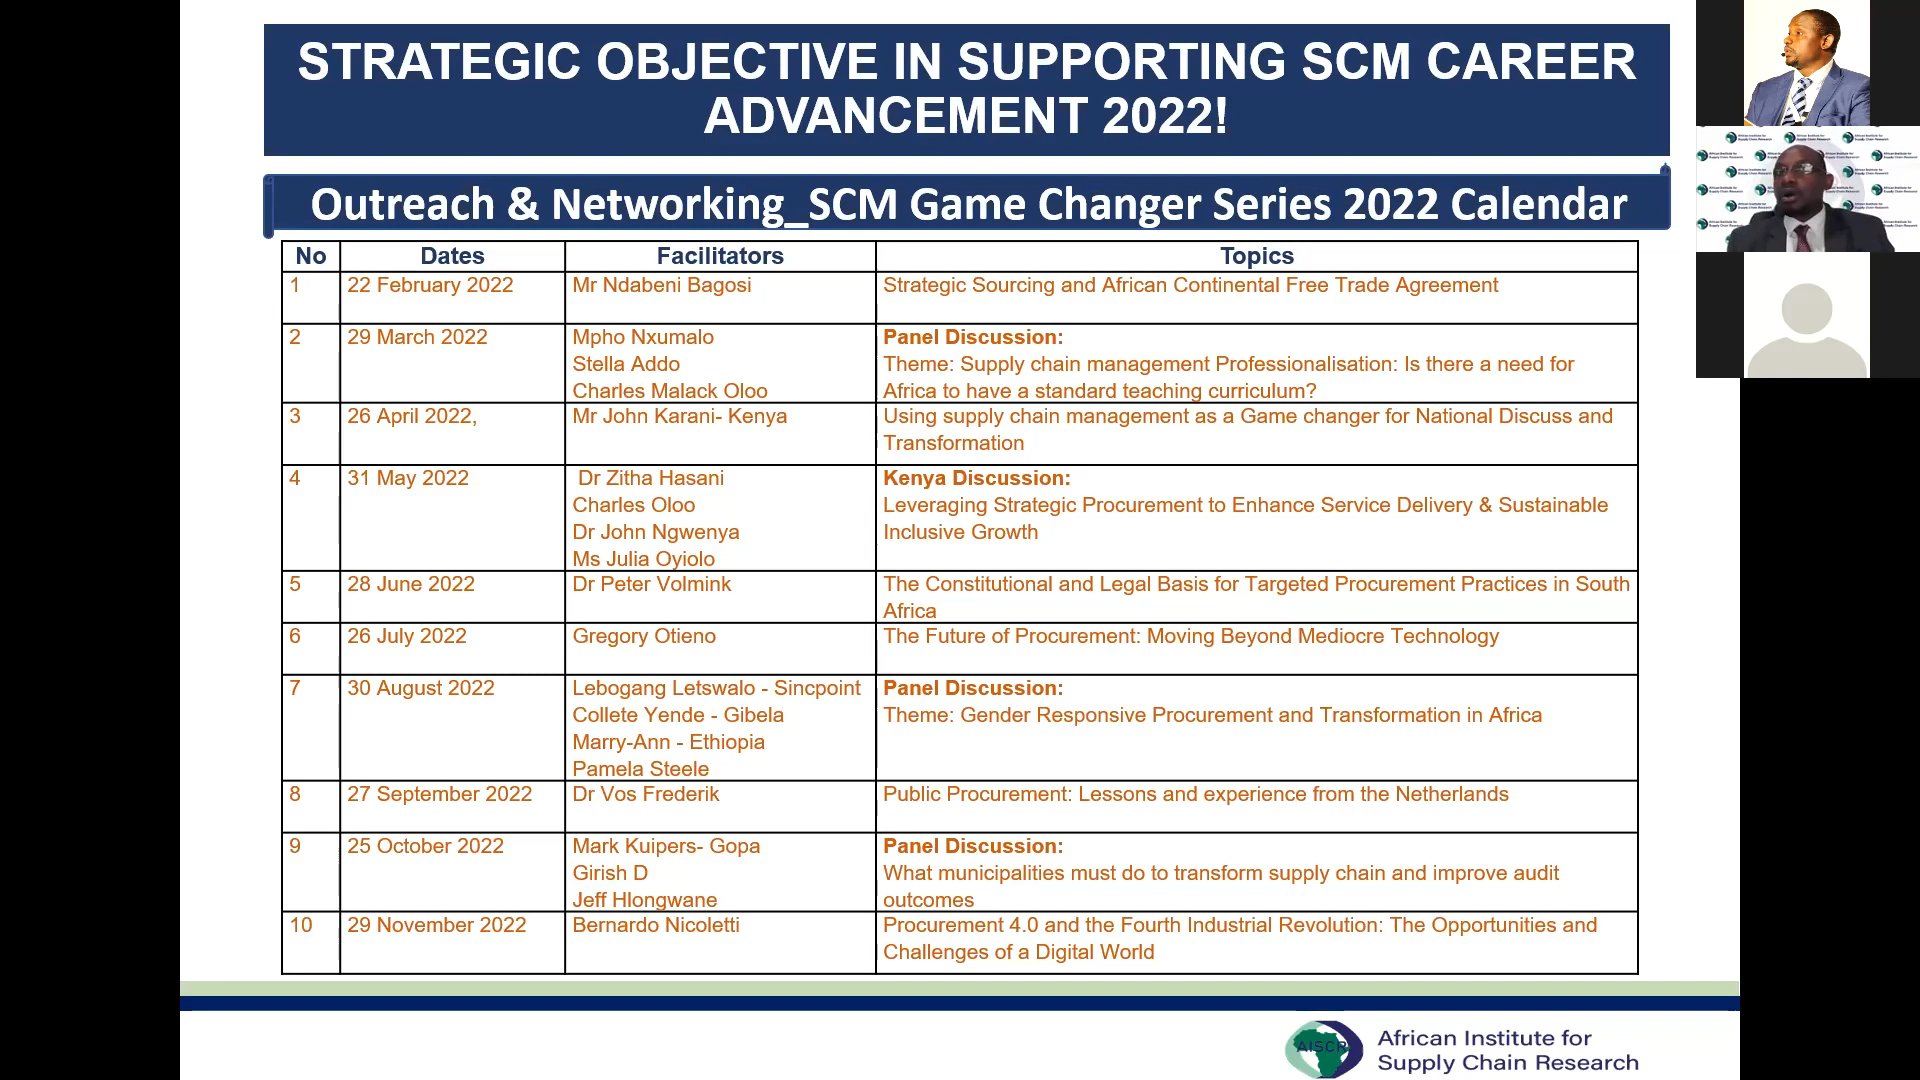 STRATEGIC OBJECTIVE IN SUPPORTING SCM CAREER
ADVANCEMENT 2022!
Outreach & Networking_SCM Game Changer Series 2022 Calendar
No Dates Facilitators Topics
1 22 February 2022 Mr Ndabeni Bagosi Strategic Sourcing and African Continental Free Trade Agreement
2 29 March 2022 Mpho Nxumalo Panel Discussion:
Stella Addo Theme: Supply chain management Professionalisation: Is there a need for
Charles Malack Oloo Africa to have a standard teaching curriculum?
3 26 April 2022, Mr John Karani- Kenya Using supply chain management as a Game changer for National Discuss and
Transformation
4 31 May 2022 Dr Zitha Hasani Kenya Discussion:
Charles Oloo Leveraging Strategic Procurement to Enhance Service Delivery & Sustainable
Dr John Ngwenya Inclusive Growth
Ms Julia Oyiolo
5 28 June 2022 Dr Peter Volmink The Constitutional and Legal Basis for Targeted Procurement Practices in South
Africa
6 26 July 2022 Gregory Otieno The Future of Procurement: Moving Beyond Mediocre Technology
7 30 August 2022 Lebogang Letswalo - Sincpoint Panel Discussion:
Collete Yende - Gibela Theme: Gender Responsive Procurement and Transformation in Africa
Marry-Ann - Ethiopia
Pamela Steele
8 27 September 2022 Dr Vos Frederik Public Procurement: Lessons and experience from the Netherlands
9 25 October 2022 Mark Kuipers- Gopa Panel Discussion:
Girish D What municipalities must do to transform supply chain and improve audit
Jeff Hlongwane outcomes
10 29 November 2022 Bernardo Nicoletti Procurement 4.0 and the Fourth Industrial Revolution: The Opportunities and
Challenges of a Digital World
AISCR
African Institute for
Supply Chain Research